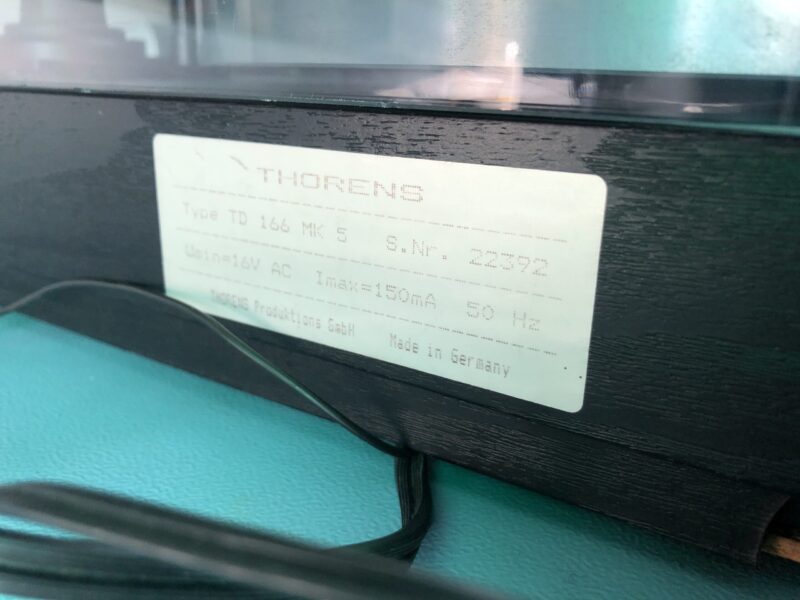 THORENS
Type TD 166 MK 5 S.Nr. 22392
Umin=16V AC Imax=150mA 50 Hz
THORENS Produktions GmbH Made in Germany